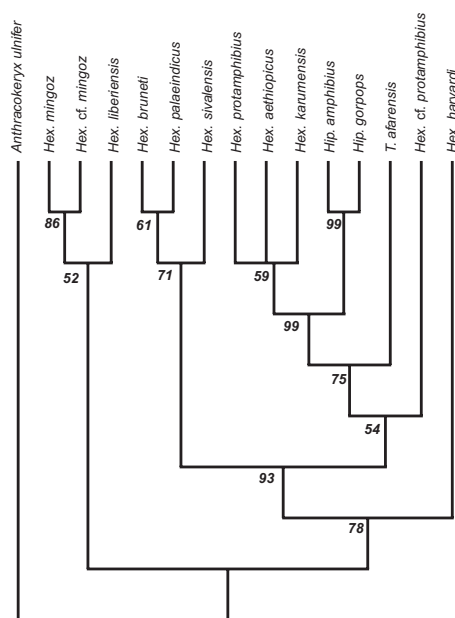 Anthracokeryx ulnifer
Hex. mingoz
Hex. cf. mingoz
Hex. liberiensis
Hex. bruneti
Hex. palaeindicus
Hex. sivalensis
Hex. protamphibius
Hex. aethiopicus
Hex. karumensis
Hip. amphibius
Hip. gorgops
T. afarensis
Hex. cf. protamphibius
Hex. harvardi
86
61
99
52
71
59
99
75
54
93
78